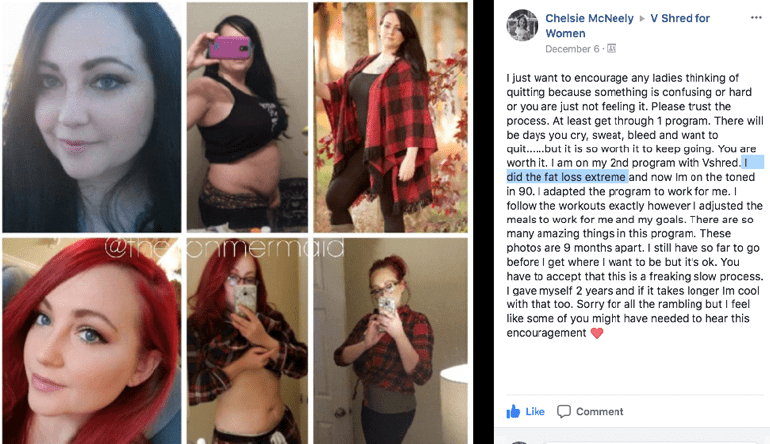 @the onmermaid
Chelsie McNeely ▸ V Shred for
Women
December 6 ·
I just want to encourage any ladies thinking of
quitting because something is confusing or hard
or you are just not feeling it. Please trust the
process. At least get through 1 program. There will
be days you cry, sweat, bleed and want to
quit......but it is so worth it to keep going. You are
worth it. I am on my 2nd program with Vshred. I
did the fat loss extreme and now Im on the toned
in 90. I adapted the program to work for me. I
follow the workouts exactly however I adjusted the
meals to work for me and my goals. There are so
many amazing things in this program. These
photos are 9 months apart. I still have so far to go
before I get where I want to be but it's ok. You
have to accept that this is a freaking slow process.
I gave myself 2 years and if it takes longer Im cool
with that too. Sorry for all the rambling but I feel
like some of you might have needed to hear this
encouragement ❤
Like Comment